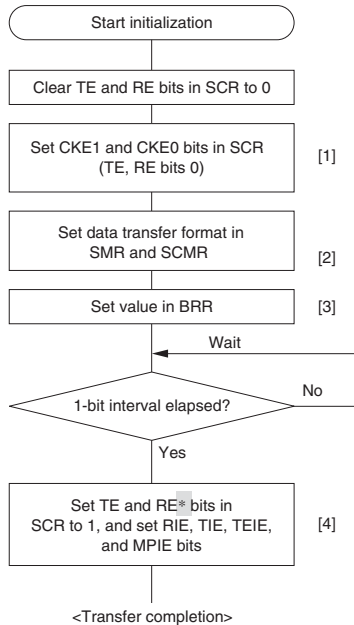 Start initialization
Clear TE and RE bits in SCR to 0
Set CKE1 and CKE0 bits in SCR
(TE, RE bits 0)
[1]
Set data transfer format in
SMR and SCMR
[2]
Set value in BRR
[3]
Wait
1-bit interval elapsed?
No
Yes
Set TE and RE* bits in
SCR to 1, and set RIE, TIE, TEIE,
and MPIE bits
[4]
<Transfer completion>